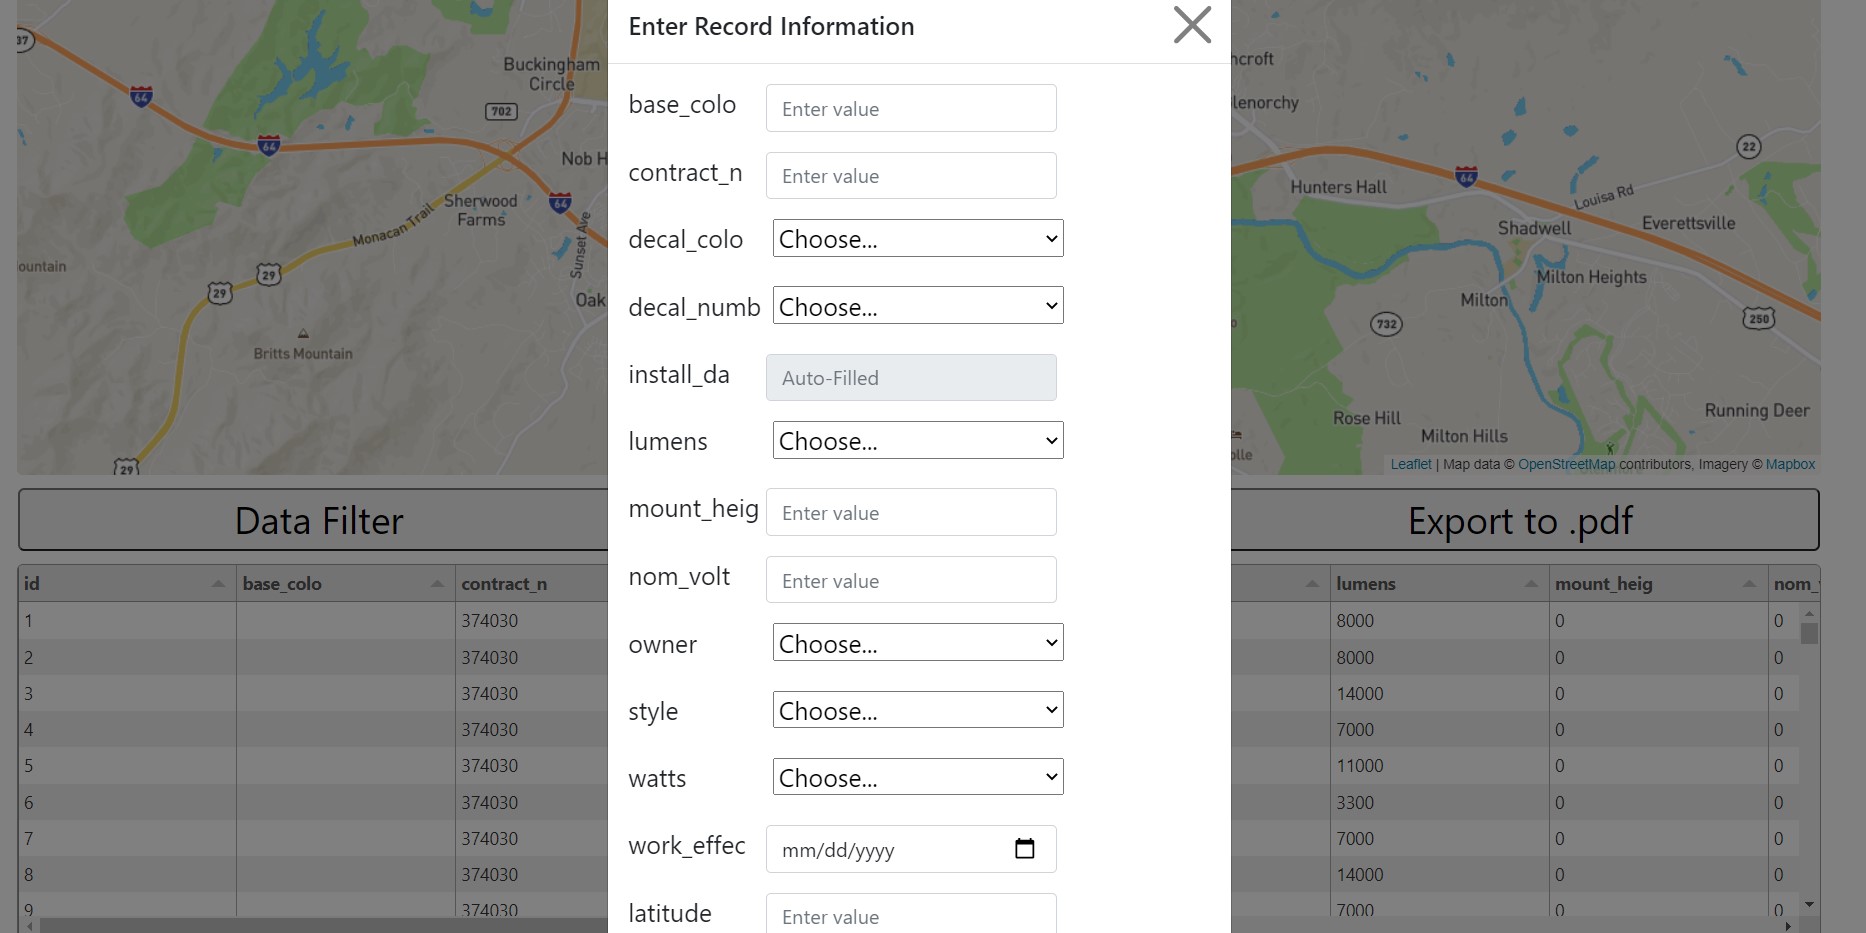 Enter Record Information
base_colo Enter value
contract_n Enter value
decal_colo Choose...
decal_numb Choose...
install_da Auto-Filled
lumens Choose...
mount_heig Enter value
nom_volt Enter value
owner Choose...
style Choose...
watts Choose...
work_effec mm/dd/yyyy
latitude Enter value
37
64
64
64
Buckingham
Circle
702
Nob H
Sherwood
Farms
Monacan Trail
Sunset Ave
ountain
29
29
29
Oak
Britts Mountain
hcroft
lenorchy
22
64
Hunters Hall
Louisa Rd
Shadwell
Everettsville
Milton Heights
Milton
732
250
Rose Hill
Running Deer
Milton Hills
olle
Leaflet | Map data © OpenStreetMap contributors, Imagery © Mapbox
Data Filter
Export to .pdf
id base_colo contract_n lumens mount_heig nom_
1 374030 8000 0 0
2 374030 8000 0 0
3 374030 14000 0 0
4 374030 7000 0 0
5 374030 11000 0 0
6 374030 3300 0 0
7 374030 7000 0 0
8 374030 14000 0 0
9 374030 7000 0 0